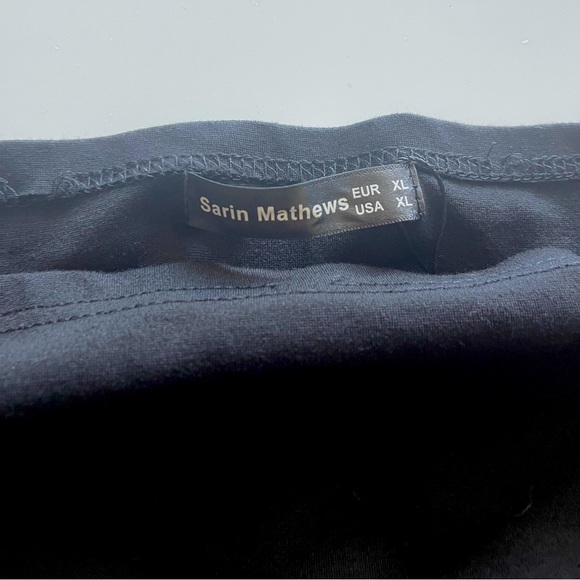 Sarin Mathews
EUR XL
USA XL